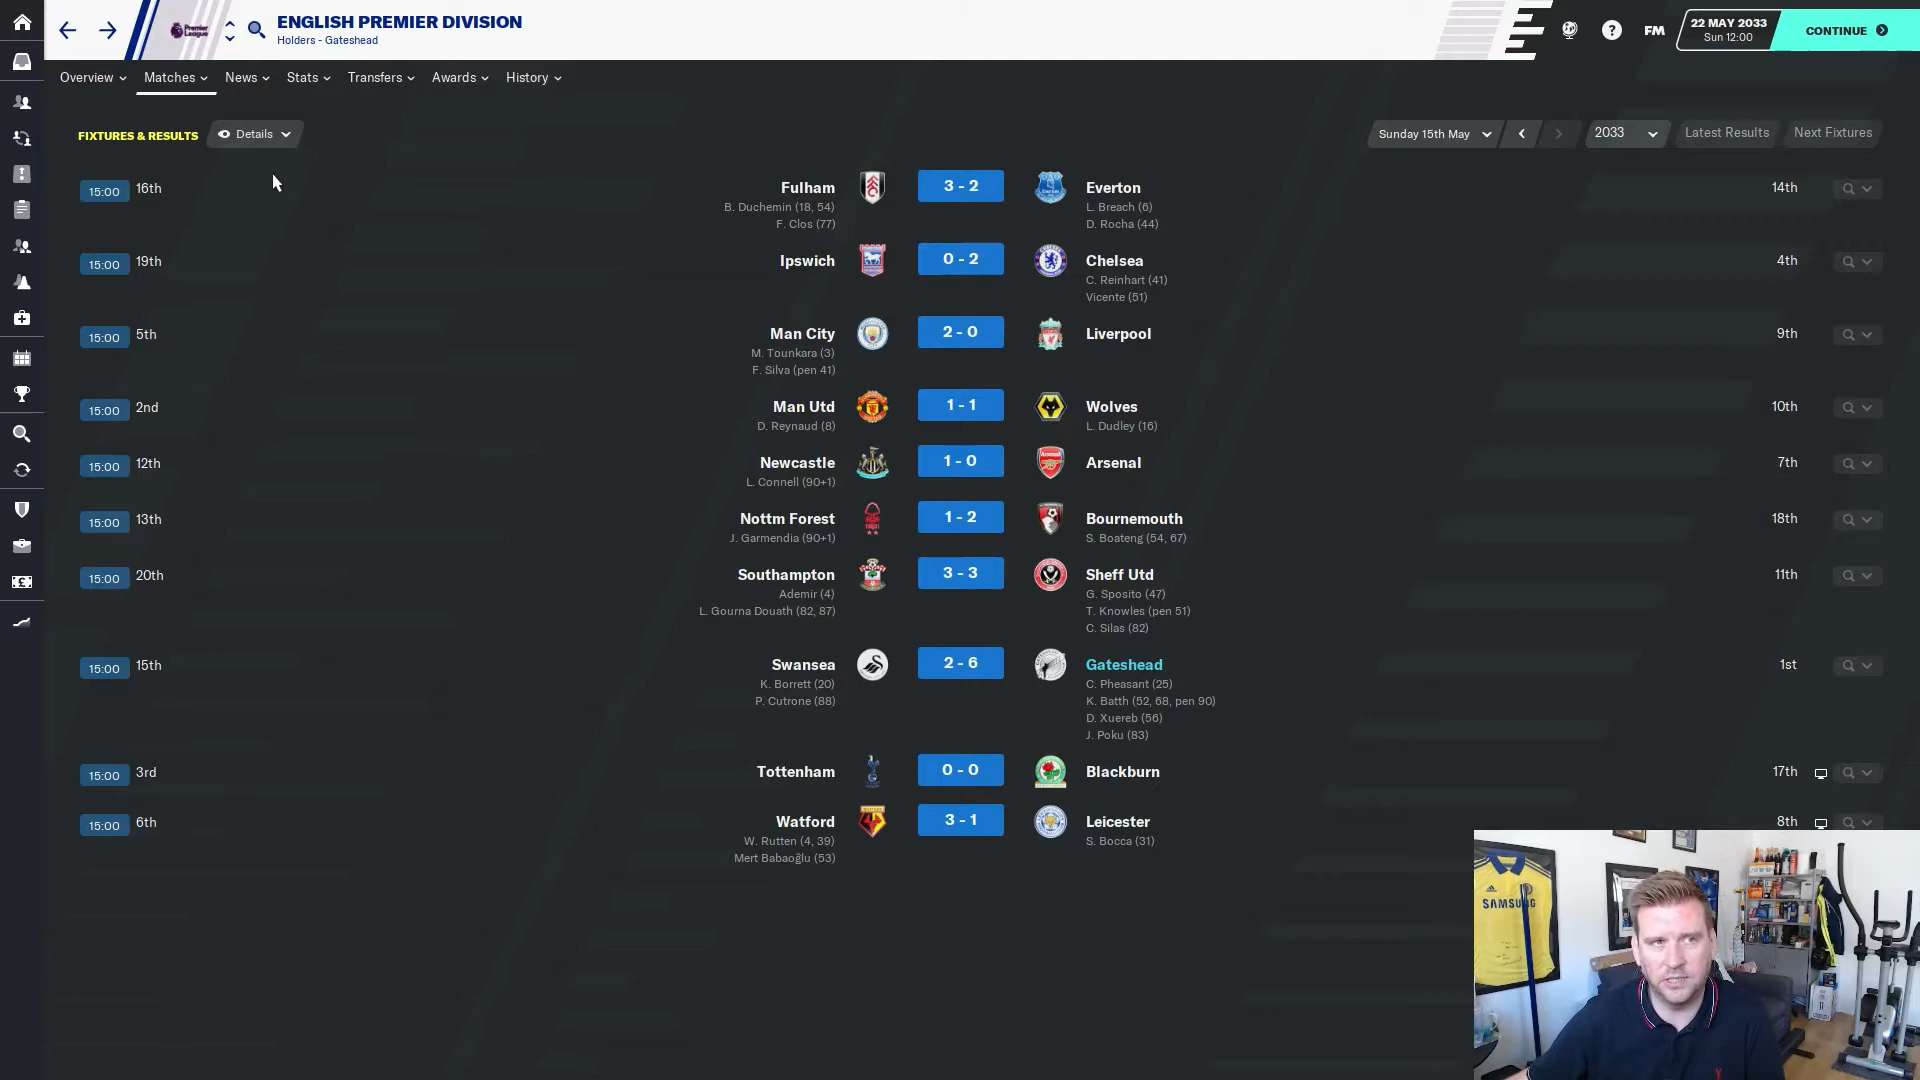 ENGLISH PREMIER DIVISION
Holders - Gateshead
Premier League
FM
22 MAY 2033
Sun 12:00
CONTINUE
Overview
Matches
News
Stats
Transfers
Awards
History
FIXTURES & RESULTS
Details
Sunday 15th May
2033
Latest Results
Next Fixtures
15:00 16th Fulham 3 - 2 Everton 14th
B. Duchemin (18, 54) L. Breach (6)
F. Clos (77) D. Rocha (44)
15:00 19th Ipswich 0 - 2 Chelsea 4th
C. Reinhart (41)
Vicente (51)
15:00 5th Man City 2 - 0 Liverpool 9th
M. Tounkara (3)
F. Silva (pen 41)
15:00 2nd Man Utd 1 - 1 Wolves 10th
D. Reynaud (8) L. Dudley (16)
15:00 12th Newcastle 1 - 0 Arsenal 7th
L. Connell (90+1)
15:00 13th Nottm Forest 1 - 2 Bournemouth 18th
J. Garmendia (90+1) S. Boateng (54, 67)
15:00 20th Southampton 3 - 3 Sheff Utd 11th
Ademir (4) G. Sposito (47)
L. Gourna Douath (82, 87) T. Knowles (pen 51)
C. Silas (82)
15:00 15th Swansea 2 - 6 Gateshead 1st
K. Borrett (20) C. Pheasant (25)
P. Cutrone (88) K. Batth (52, 68, pen 90)
D. Xuereb (56)
J. Poku (83)
15:00 3rd Tottenham 0 - 0 Blackburn 17th
15:00 6th Watford 3 - 1 Leicester 8th
W. Rutten (4, 39) S. Bocca (31)
Mert Babaoğlu (53)
SAMSUNG